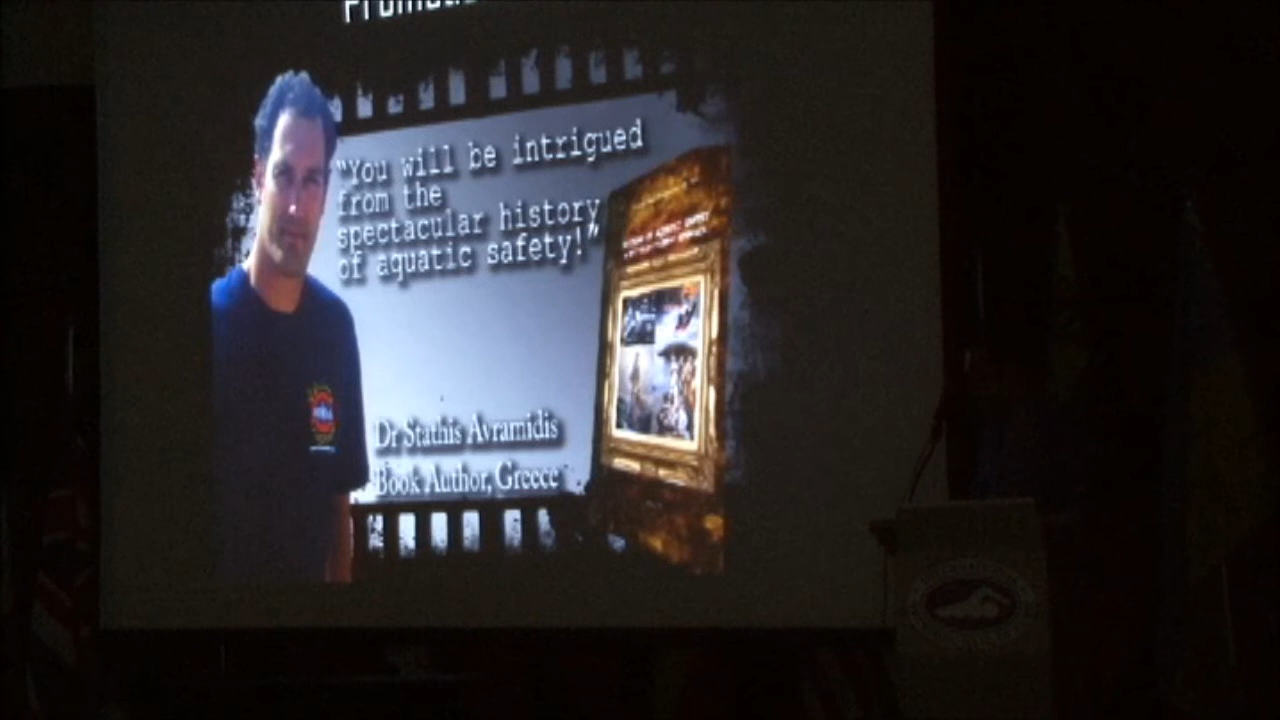 "You will be intrigued
from the
spectacular history
of aquatic safety!"
Dr Stathis Avramidis
Book Author, Greece